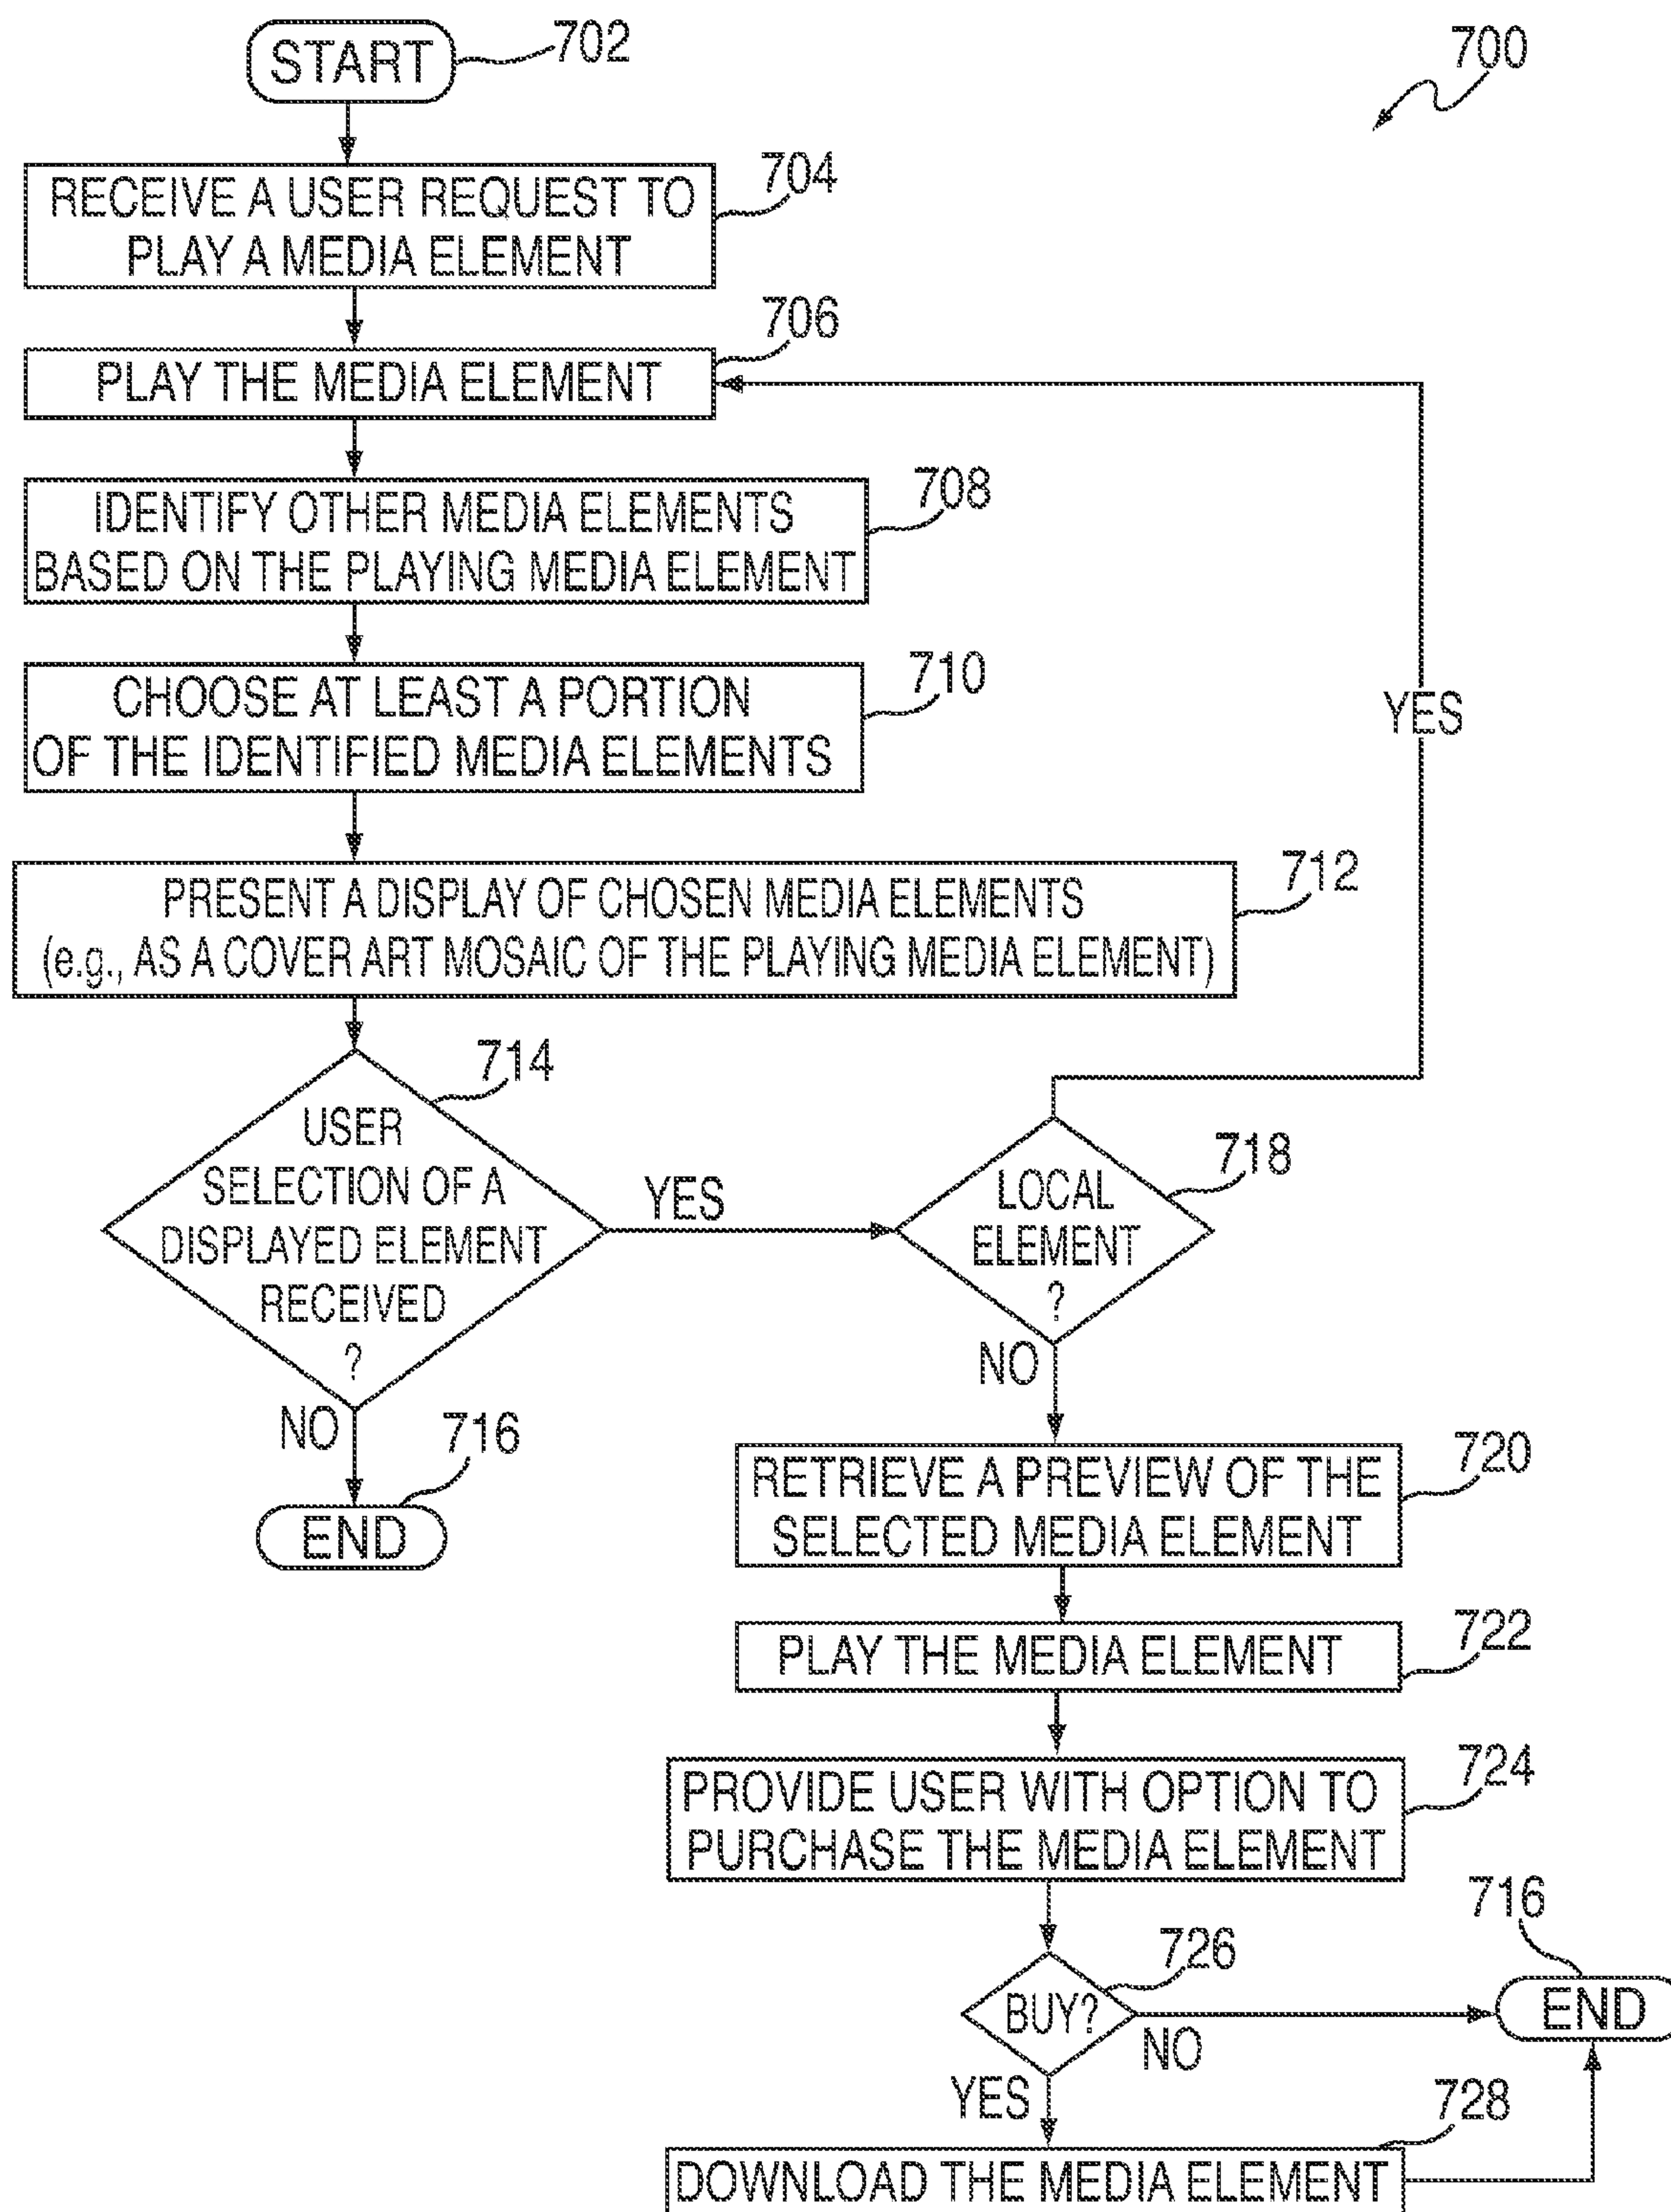 START
702
700
704
RECEIVE A USER REQUEST TO
PLAY A MEDIA ELEMENT
706
PLAY THE MEDIA ELEMENT
708
IDENTIFY OTHER MEDIA ELEMENTS
BASED ON THE PLAYING MEDIA ELEMENT
710
CHOOSE AT LEAST A PORTION
OF THE IDENTIFIED MEDIA ELEMENTS
YES
712
PRESENT A DISPLAY OF CHOSEN MEDIA ELEMENTS
(e.g., AS A COVER ART MOSAIC OF THE PLAYING MEDIA ELEMENT)
714
USER
SELECTION OF A
DISPLAYED ELEMENT
RECEIVED
?
YES
718
LOCAL
ELEMENT
?
NO
NO
716
END
720
RETRIEVE A PREVIEW OF THE
SELECTED MEDIA ELEMENT
722
PLAY THE MEDIA ELEMENT
724
PROVIDE USER WITH OPTION TO
PURCHASE THE MEDIA ELEMENT
726
BUY?
NO
716
END
YES
728
DOWNLOAD THE MEDIA ELEMENT